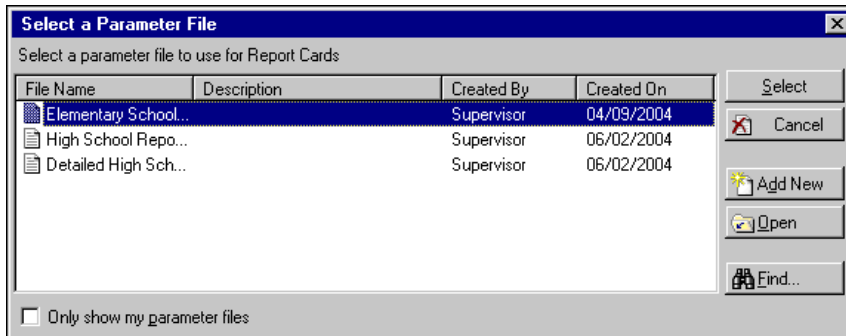 Select a Parameter File
Select a parameter file to use for Report Cards
File Name Description Created By Created On
Elementary School... Supervisor 04/09/2004
High School Repo... Supervisor 06/02/2004
Detailed High Sch... Supervisor 06/02/2004
Select
Cancel
Add New
Open
Find...
Only show my parameter files